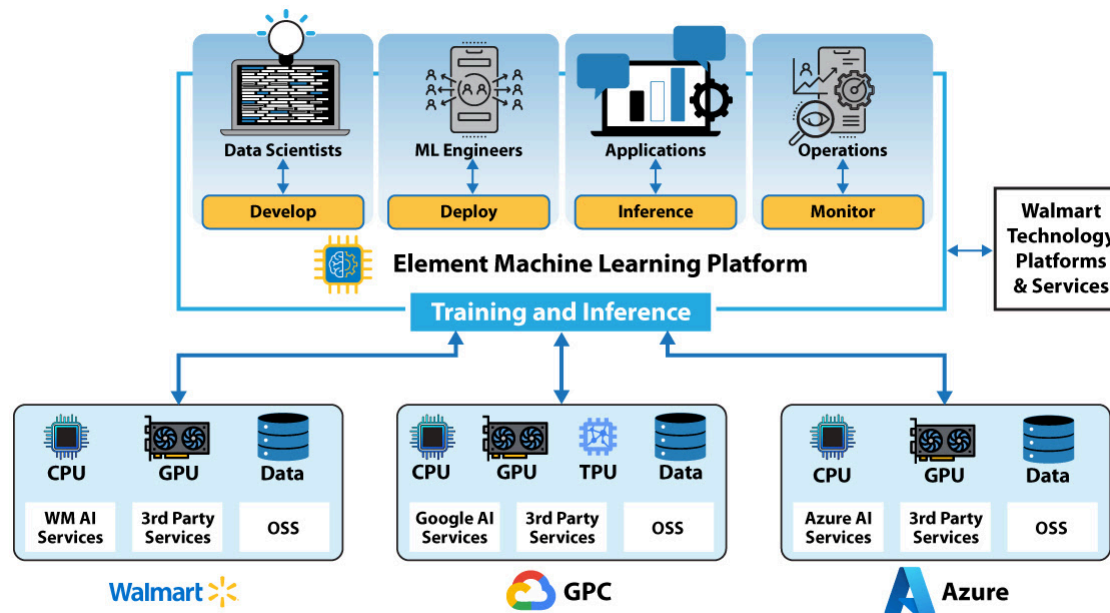 Data Scientists
ML Engineers
Applications
Operations
Develop
Deploy
Inference
Monitor
Element Machine Learning Platform
Walmart
Technology
Platforms
& Services
Training and Inference
CPU
GPU
Data
WM AI
Services
3rd Party
Services
OSS
Walmart
CPU
GPU
TPU
Data
Google AI
Services
3rd Party
Services
OSS
GPC
CPU
GPU
Data
Azure AI
Services
3rd Party
Services
OSS
Azure